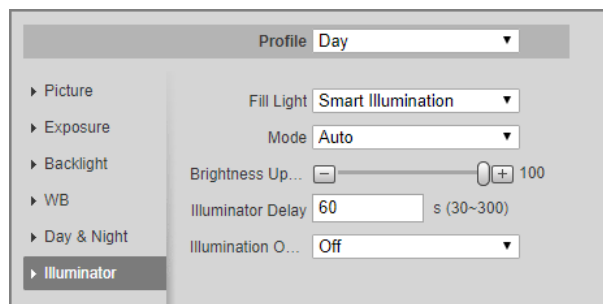 Profile Day
Picture
Exposure
Backlight
WB
Day & Night
Illuminator
Fill Light Smart Illumination
Mode Auto
Brightness Up... 100
Illuminator Delay 60 s (30~300)
Illumination O... Off